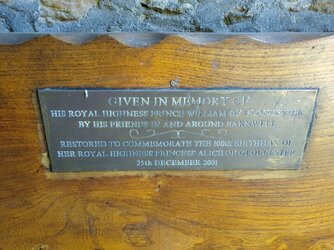 GIVEN IN MEMORY OF
HIS ROYAL HIGHNESS PRINCE WILLIAM OF GLOUCESTER
BY HIS FRIENDS IN AND AROUND BARNWELL
RESTORED TO COMMEMORATE THE 100th BIRTHDAY OF
HER ROYAL HIGHNESS PRINCESS ALICE OF GLOUCESTER
25th DECEMBER 2001